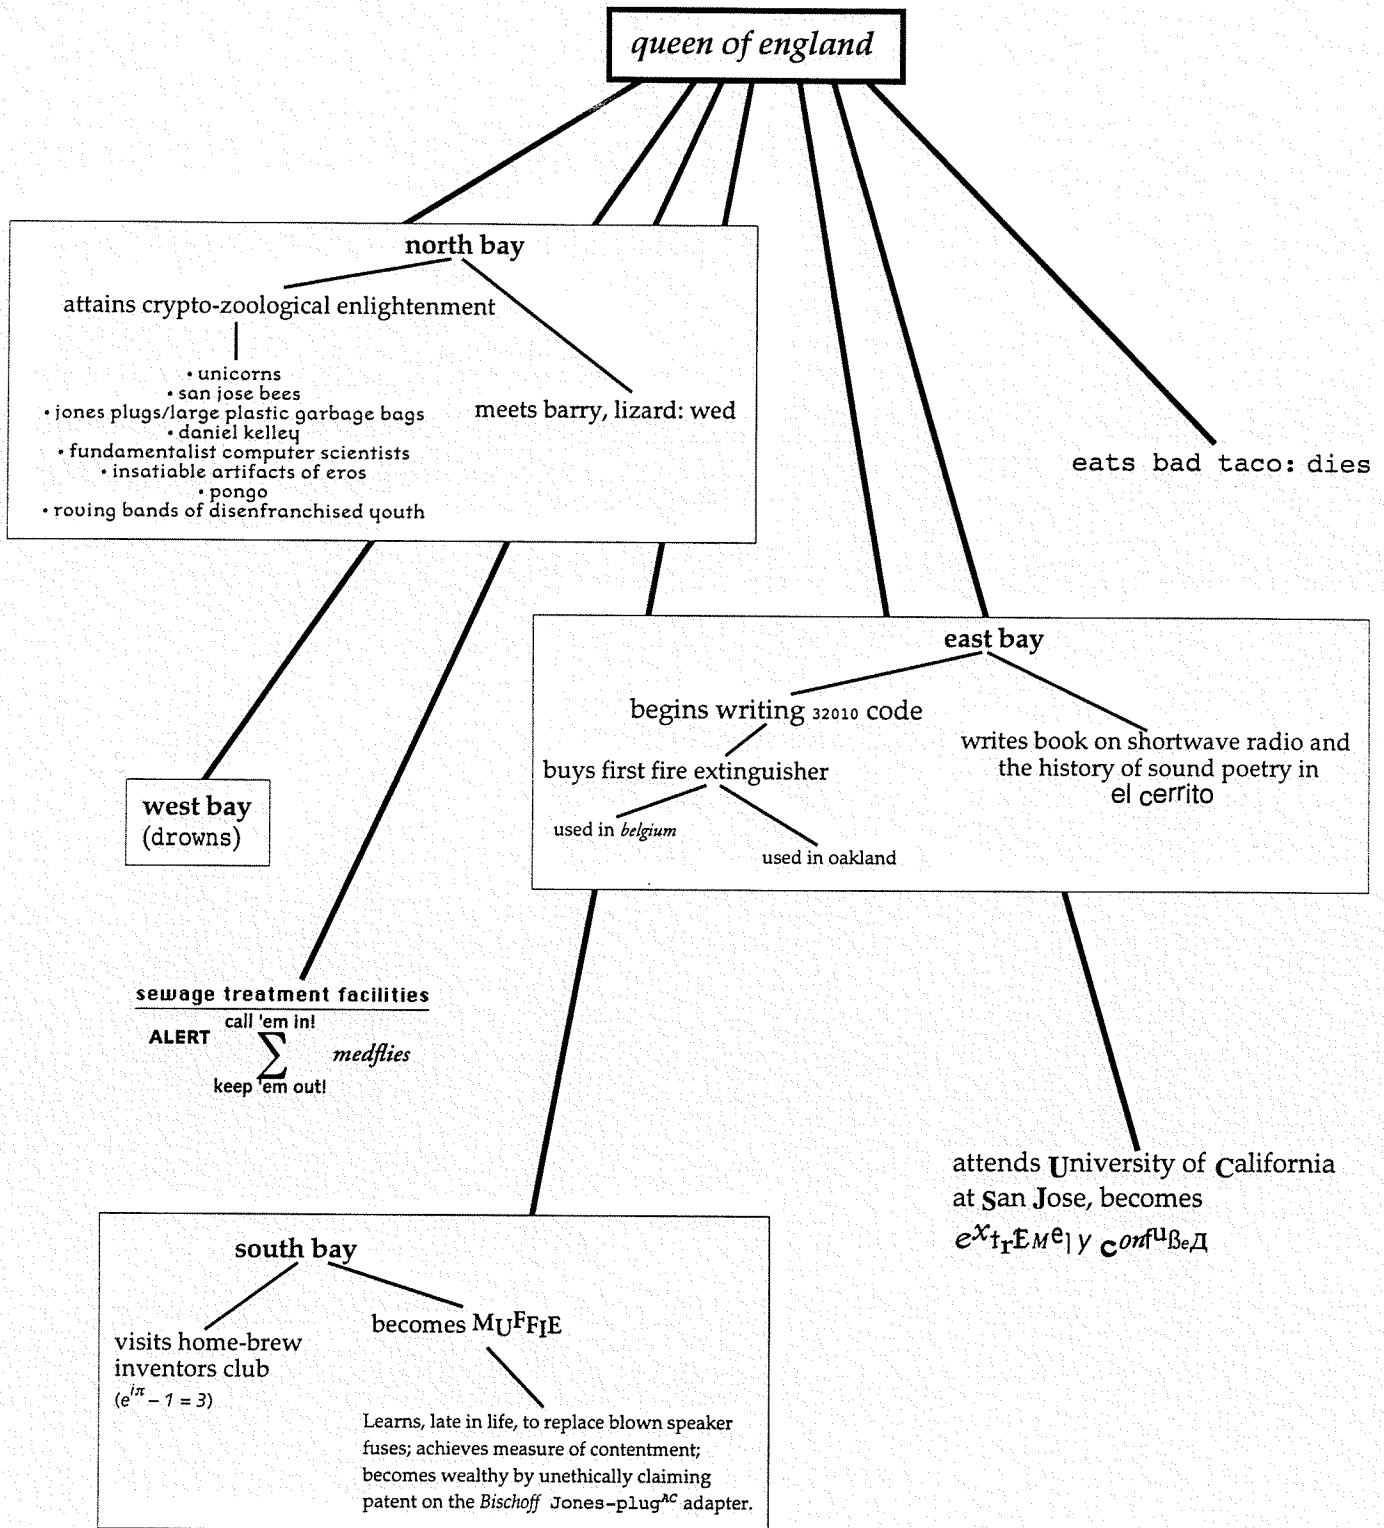 queen of england
north bay
attains crypto-zoological enlightenment
• unicorns
• san jose bees
• jones plugs/large plastic garbage bags
• daniel kelley
• fundamentalist computer scientists
• insatiable artifacts of eros
• pongo
• roving bands of disenfranchised youth
meets barry, lizard: wed
eats bad taco: dies
east bay
begins writing 32010 code
buys first fire extinguisher
used in belgium
used in oakland
writes book on shortwave radio and
the history of sound poetry in
el cerrito
west bay
(drowns)
sewage treatment facilities
call 'em in!
ALERT ∑ medflies
keep 'em out!
attends University of California
at San Jose, becomes
extrEMely confußeД
south bay
visits home-brew
inventors club
(e^iπ – 1 = 3)
becomes MUFFIE
Learns, late in life, to replace blown speaker
fuses; achieves measure of contentment;
becomes wealthy by unethically claiming
patent on the Bischoff Jones-plug^AC adapter.